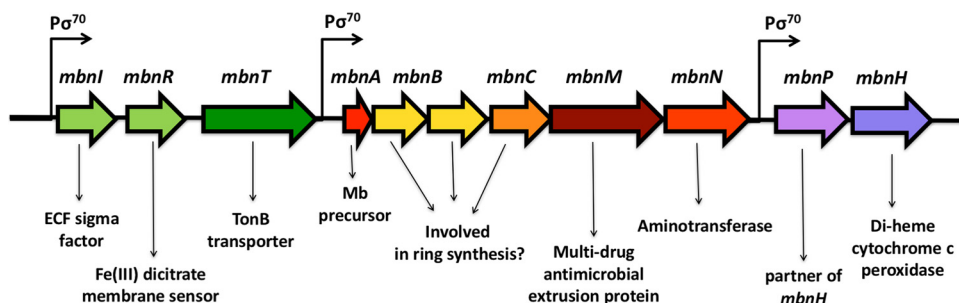 Pσ⁷⁰
Pσ⁷⁰
Pσ⁷⁰
mbnI
mbnR
mbnT
mbnA
mbnB
mbnC
mbnM
mbnN
mbnP
mbnH
ECF sigma
factor
Fe(III) dicitrate
membrane sensor
TonB
transporter
Mb
precursor
Involved
in ring synthesis?
Multi-drug
antimicrobial
extrusion protein
Aminotransferase
partner of
mbnH
Di-heme
cytochrome c
peroxidase